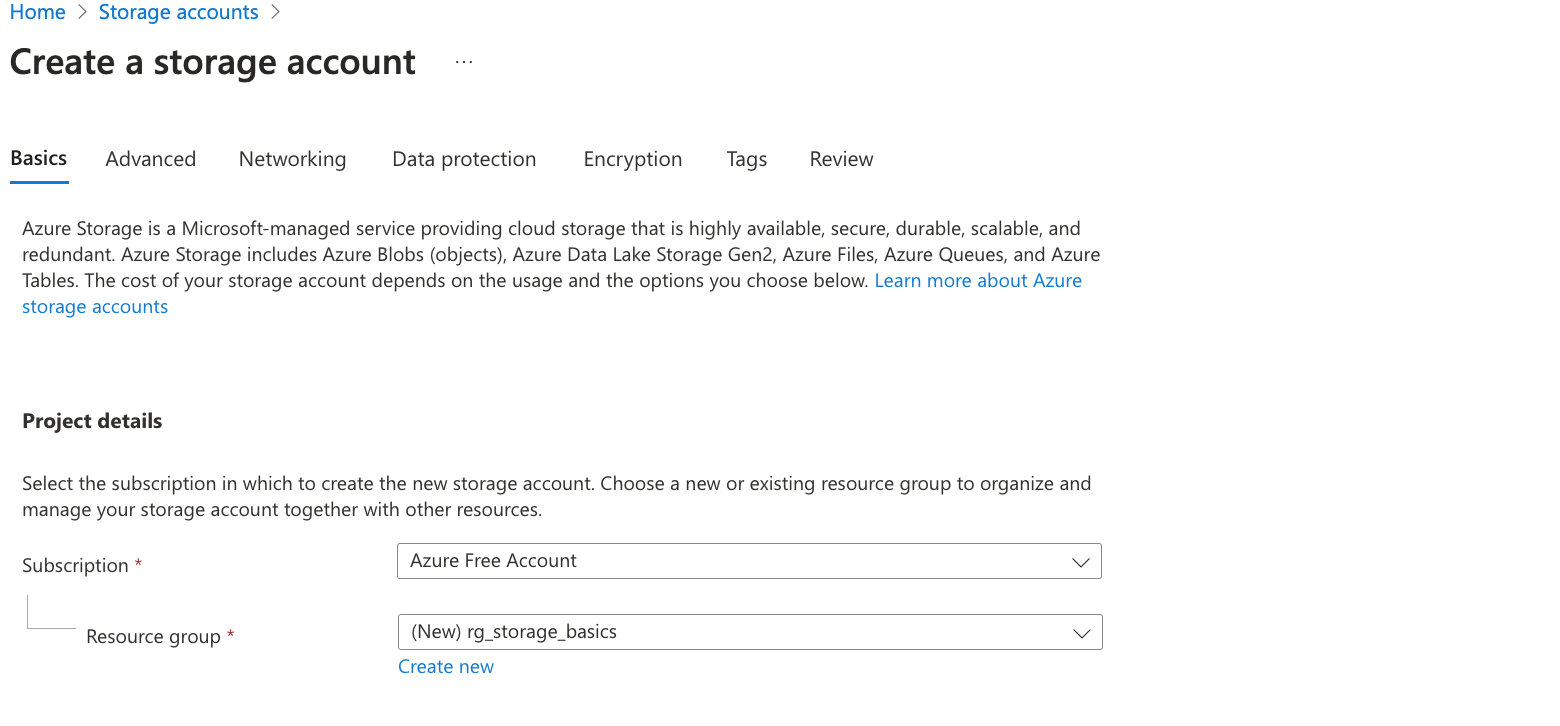 Home > Storage accounts >
Create a storage account ...
Basics Advanced Networking Data protection Encryption Tags Review
Azure Storage is a Microsoft-managed service providing cloud storage that is highly available, secure, durable, scalable, and
redundant. Azure Storage includes Azure Blobs (objects), Azure Data Lake Storage Gen2, Azure Files, Azure Queues, and Azure
Tables. The cost of your storage account depends on the usage and the options you choose below. Learn more about Azure
storage accounts
Project details
Select the subscription in which to create the new storage account. Choose a new or existing resource group to organize and
manage your storage account together with other resources.
Subscription * Azure Free Account
Resource group * (New) rg_storage_basics
Create new